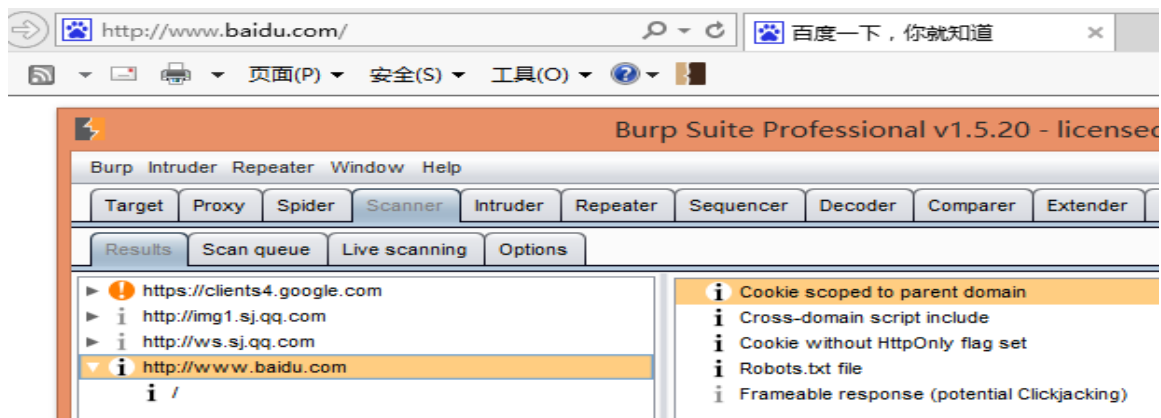 http://www.baidu.com/ 百度一下，你就知道
页面(P) 安全(S) 工具(O)
Burp Suite Professional v1.5.20 - licensed
Burp Intruder Repeater Window Help
Target Proxy Spider Scanner Intruder Repeater Sequencer Decoder Comparer Extender
Results Scan queue Live scanning Options
https://clients4.google.com
http://img1.sj.qq.com
http://ws.sj.qq.com
http://www.baidu.com
/
Cookie scoped to parent domain
Cross-domain script include
Cookie without HttpOnly flag set
Robots.txt file
Frameable response (potential Clickjacking)